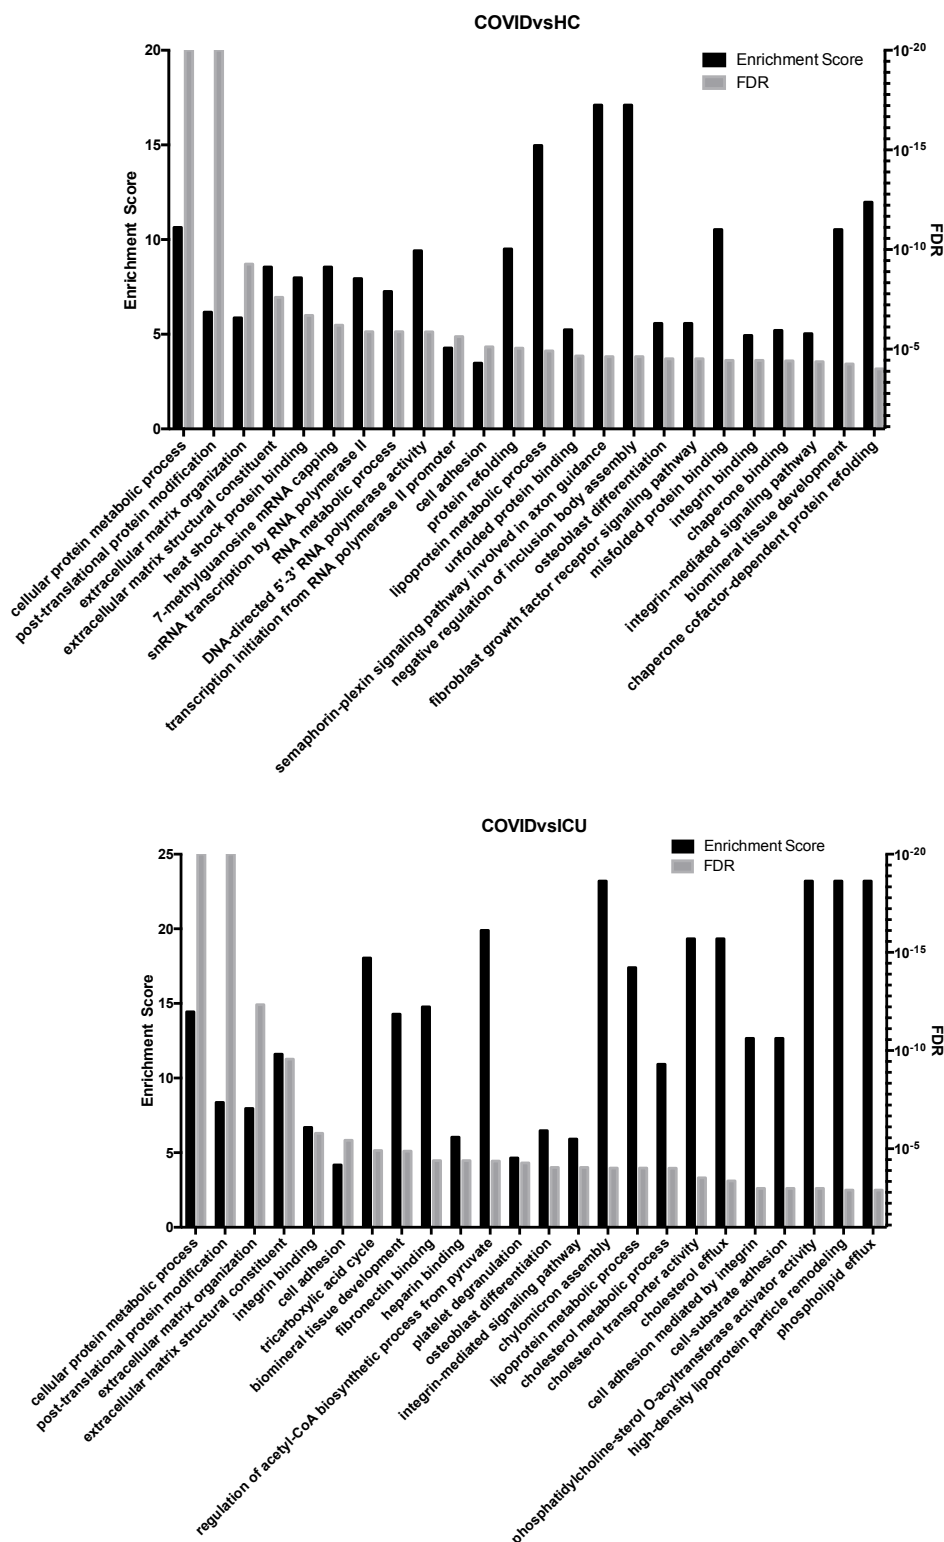 COVIDvsHC
Enrichment Score
FDR
20
15
10
5
0
Enrichment Score
10-20
10-15
10-10
10-5
FDR
cellular protein metabolic process
post-translational protein modification
extracellular matrix organization
extracellular matrix structural constituent
heat shock protein binding
7-methylguanosine mRNA capping
snRNA transcription by RNA polymerase II
RNA metabolic process
DNA-directed 5'-3' RNA polymerase activity
transcription initiation from RNA polymerase II promoter
cell adhesion
protein refolding
lipoprotein metabolic process
unfolded protein binding
semaphorin-plexin signaling pathway involved in axon guidance
negative regulation of inclusion body assembly
osteoblast differentiation
fibroblast growth factor receptor signaling pathway
misfolded protein binding
integrin binding
chaperone binding
integrin-mediated signaling pathway
biomineral tissue development
chaperone cofactor-dependent protein refolding
COVIDvsICU
Enrichment Score
FDR
25
20
15
10
5
0
Enrichment Score
10-20
10-15
10-10
10-5
FDR
cellular protein metabolic process
post-translational protein modification
extracellular matrix organization
extracellular matrix structural constituent
integrin binding
cell adhesion
tricarboxylic acid cycle
biomineral tissue development
fibronectin binding
heparin binding
regulation of acetyl-CoA biosynthetic process from pyruvate
platelet degranulation
osteoblast differentiation
integrin-mediated signaling pathway
chylomicron assembly
lipoprotein metabolic process
cholesterol metabolic process
cholesterol transporter activity
cholesterol efflux
cell adhesion mediated by integrin
cell-substrate adhesion
phosphatidylcholine-sterol O-acyltransferase activator activity
high-density lipoprotein particle remodeling
phospholipid efflux